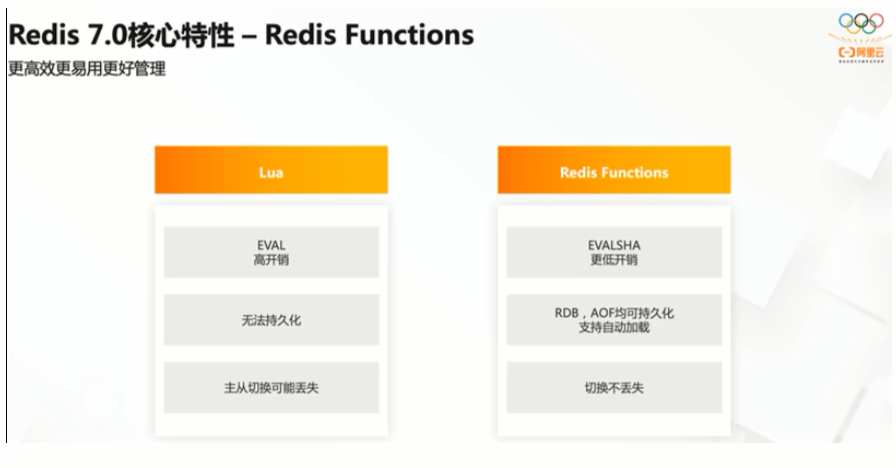 Redis 7.0核心特性 – Redis Functions
更高效更易用更好管理
阿里云
Lua
Redis Functions
EVAL
高开销
EVALSHA
更低开销
无法持久化
RDB，AOF均可持久化
支持自动加载
主从切换可能丢失
切换不丢失